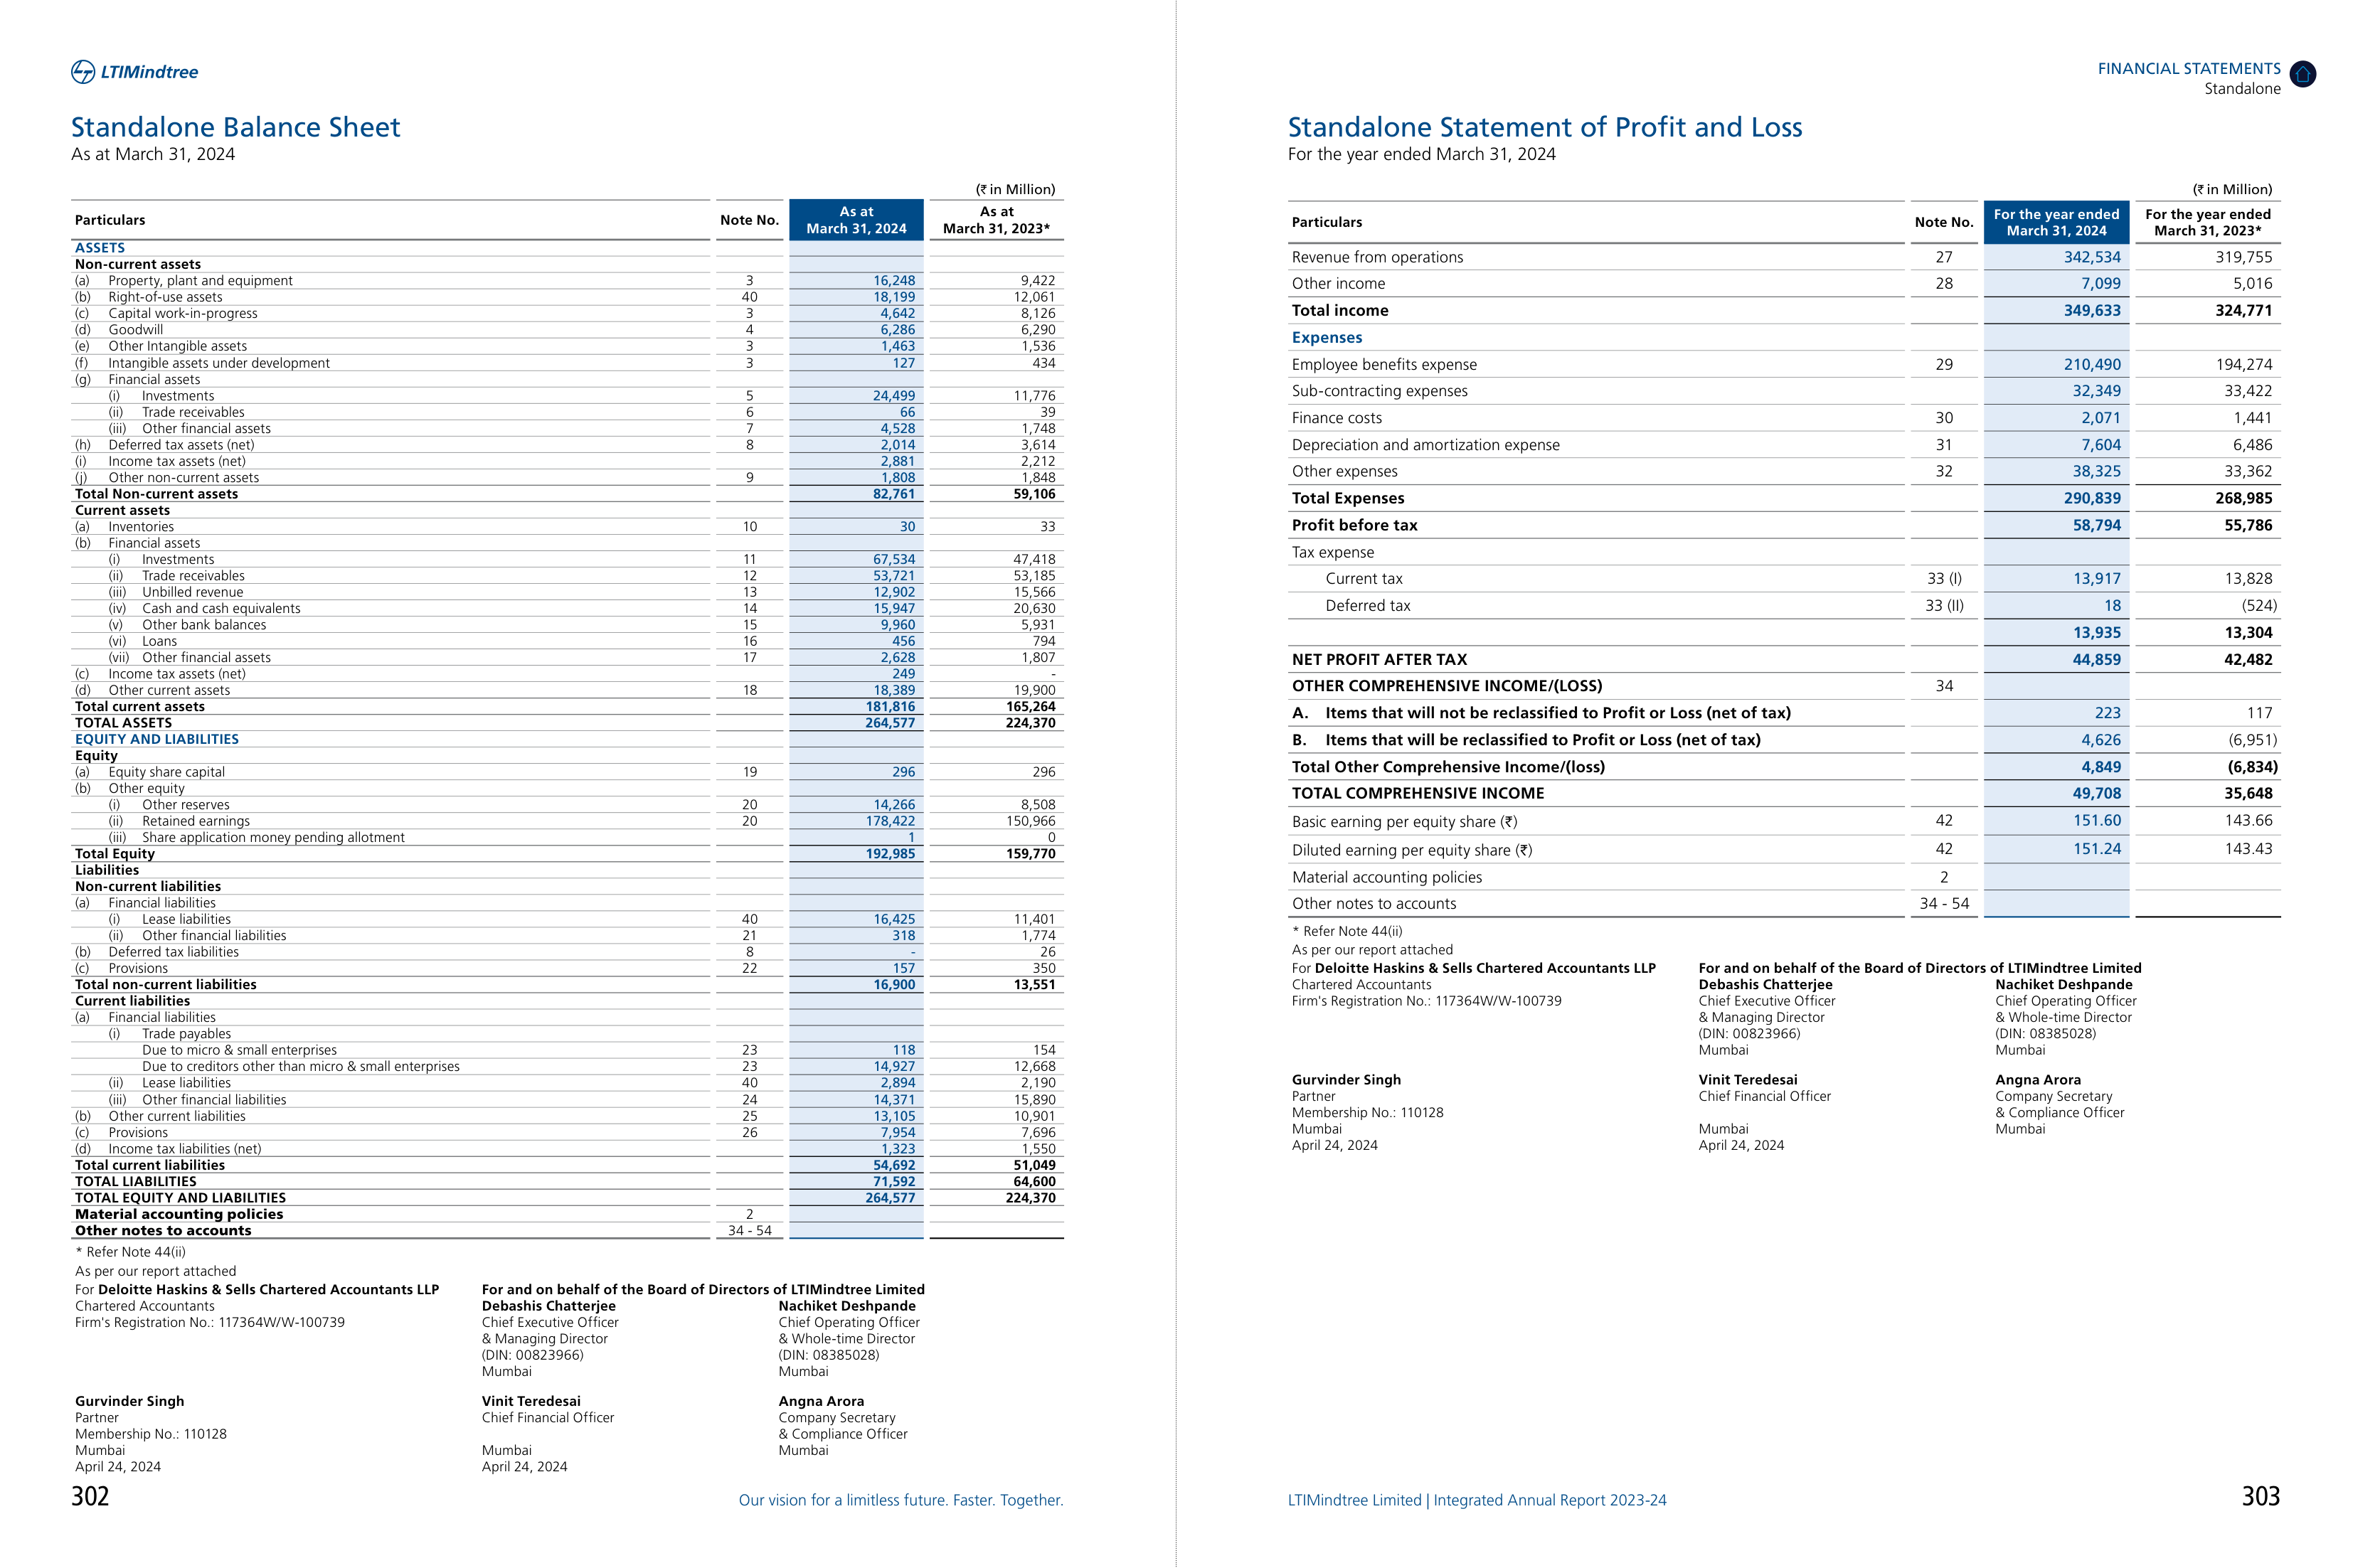 LTIMindtree
Standalone Balance Sheet
As at March 31, 2024
(₹ in Million)
Particulars Note No. As at March 31, 2024 As at March 31, 2023*
ASSETS
Non-current assets
(a) Property, plant and equipment 3 16,248 9,422
(b) Right-of-use assets 40 18,199 12,061
(c) Capital work-in-progress 3 4,642 8,126
(d) Goodwill 4 6,286 6,290
(e) Other Intangible assets 3 1,463 1,536
(f) Intangible assets under development 3 127 434
(g) Financial assets
(i) Investments 5 24,499 11,776
(ii) Trade receivables 6 66 39
(iii) Other financial assets 7 4,528 1,748
(h) Deferred tax assets (net) 8 2,014 3,614
(i) Income tax assets (net) 2,881 2,212
(j) Other non-current assets 9 1,808 1,848
Total Non-current assets 82,761 59,106
Current assets
(a) Inventories 10 30 33
(b) Financial assets
(i) Investments 11 67,534 47,418
(ii) Trade receivables 12 53,721 53,185
(iii) Unbilled revenue 13 12,902 15,566
(iv) Cash and cash equivalents 14 15,947 20,630
(v) Other bank balances 15 9,960 5,931
(vi) Loans 16 456 794
(vii) Other financial assets 17 2,628 1,807
(c) Income tax assets (net) 249 -
(d) Other current assets 18 18,389 19,900
Total current assets 181,816 165,264
TOTAL ASSETS 264,577 224,370
EQUITY AND LIABILITIES
Equity
(a) Equity share capital 19 296 296
(b) Other equity
(i) Other reserves 20 14,266 8,508
(ii) Retained earnings 20 178,422 150,966
(iii) Share application money pending allotment 1 0
Total Equity 192,985 159,770
Liabilities
Non-current liabilities
(a) Financial liabilities
(i) Lease liabilities 40 16,425 11,401
(ii) Other financial liabilities 21 318 1,774
(b) Deferred tax liabilities 8 - 26
(c) Provisions 22 157 350
Total non-current liabilities 16,900 13,551
Current liabilities
(a) Financial liabilities
(i) Trade payables
Due to micro & small enterprises 23 118 154
Due to creditors other than micro & small enterprises 23 14,927 12,668
(ii) Lease liabilities 40 2,894 2,190
(iii) Other financial liabilities 24 14,371 15,890
(b) Other current liabilities 25 13,105 10,901
(c) Provisions 26 7,954 7,696
(d) Income tax liabilities (net) 1,323 1,550
Total current liabilities 54,692 51,049
TOTAL LIABILITIES 71,592 64,600
TOTAL EQUITY AND LIABILITIES 264,577 224,370
Material accounting policies 2
Other notes to accounts 34 - 54
* Refer Note 44(ii)
As per our report attached
For Deloitte Haskins & Sells Chartered Accountants LLP For and on behalf of the Board of Directors of LTIMindtree Limited
Chartered Accountants Debashis Chatterjee Nachiket Deshpande
Firm's Registration No.: 117364W/W-100739 Chief Executive Officer Chief Operating Officer
& Managing Director & Whole-time Director
(DIN: 00823966) (DIN: 08385028)
Mumbai Mumbai
Gurvinder Singh Vinit Teredesai Angna Arora
Partner Chief Financial Officer Company Secretary
Membership No.: 110128 & Compliance Officer
Mumbai Mumbai Mumbai
April 24, 2024 April 24, 2024
302 Our vision for a limitless future. Faster. Together.
FINANCIAL STATEMENTS
Standalone
Standalone Statement of Profit and Loss
For the year ended March 31, 2024
(₹ in Million)
Particulars Note No. For the year ended March 31, 2024 For the year ended March 31, 2023*
Revenue from operations 27 342,534 319,755
Other income 28 7,099 5,016
Total income 349,633 324,771
Expenses
Employee benefits expense 29 210,490 194,274
Sub-contracting expenses 32,349 33,422
Finance costs 30 2,071 1,441
Depreciation and amortization expense 31 7,604 6,486
Other expenses 32 38,325 33,362
Total Expenses 290,839 268,985
Profit before tax 58,794 55,786
Tax expense
Current tax 33 (I) 13,917 13,828
Deferred tax 33 (II) 18 (524)
13,935 13,304
NET PROFIT AFTER TAX 44,859 42,482
OTHER COMPREHENSIVE INCOME/(LOSS) 34
A. Items that will not be reclassified to Profit or Loss (net of tax) 223 117
B. Items that will be reclassified to Profit or Loss (net of tax) 4,626 (6,951)
Total Other Comprehensive Income/(loss) 4,849 (6,834)
TOTAL COMPREHENSIVE INCOME 49,708 35,648
Basic earning per equity share (₹) 42 151.60 143.66
Diluted earning per equity share (₹) 42 151.24 143.43
Material accounting policies 2
Other notes to accounts 34 - 54
* Refer Note 44(ii)
As per our report attached
For Deloitte Haskins & Sells Chartered Accountants LLP For and on behalf of the Board of Directors of LTIMindtree Limited
Chartered Accountants Debashis Chatterjee Nachiket Deshpande
Firm's Registration No.: 117364W/W-100739 Chief Executive Officer Chief Operating Officer
& Managing Director & Whole-time Director
(DIN: 00823966) (DIN: 08385028)
Mumbai Mumbai
Gurvinder Singh Vinit Teredesai Angna Arora
Partner Chief Financial Officer Company Secretary
Membership No.: 110128 & Compliance Officer
Mumbai Mumbai Mumbai
April 24, 2024 April 24, 2024
LTIMindtree Limited | Integrated Annual Report 2023-24 303